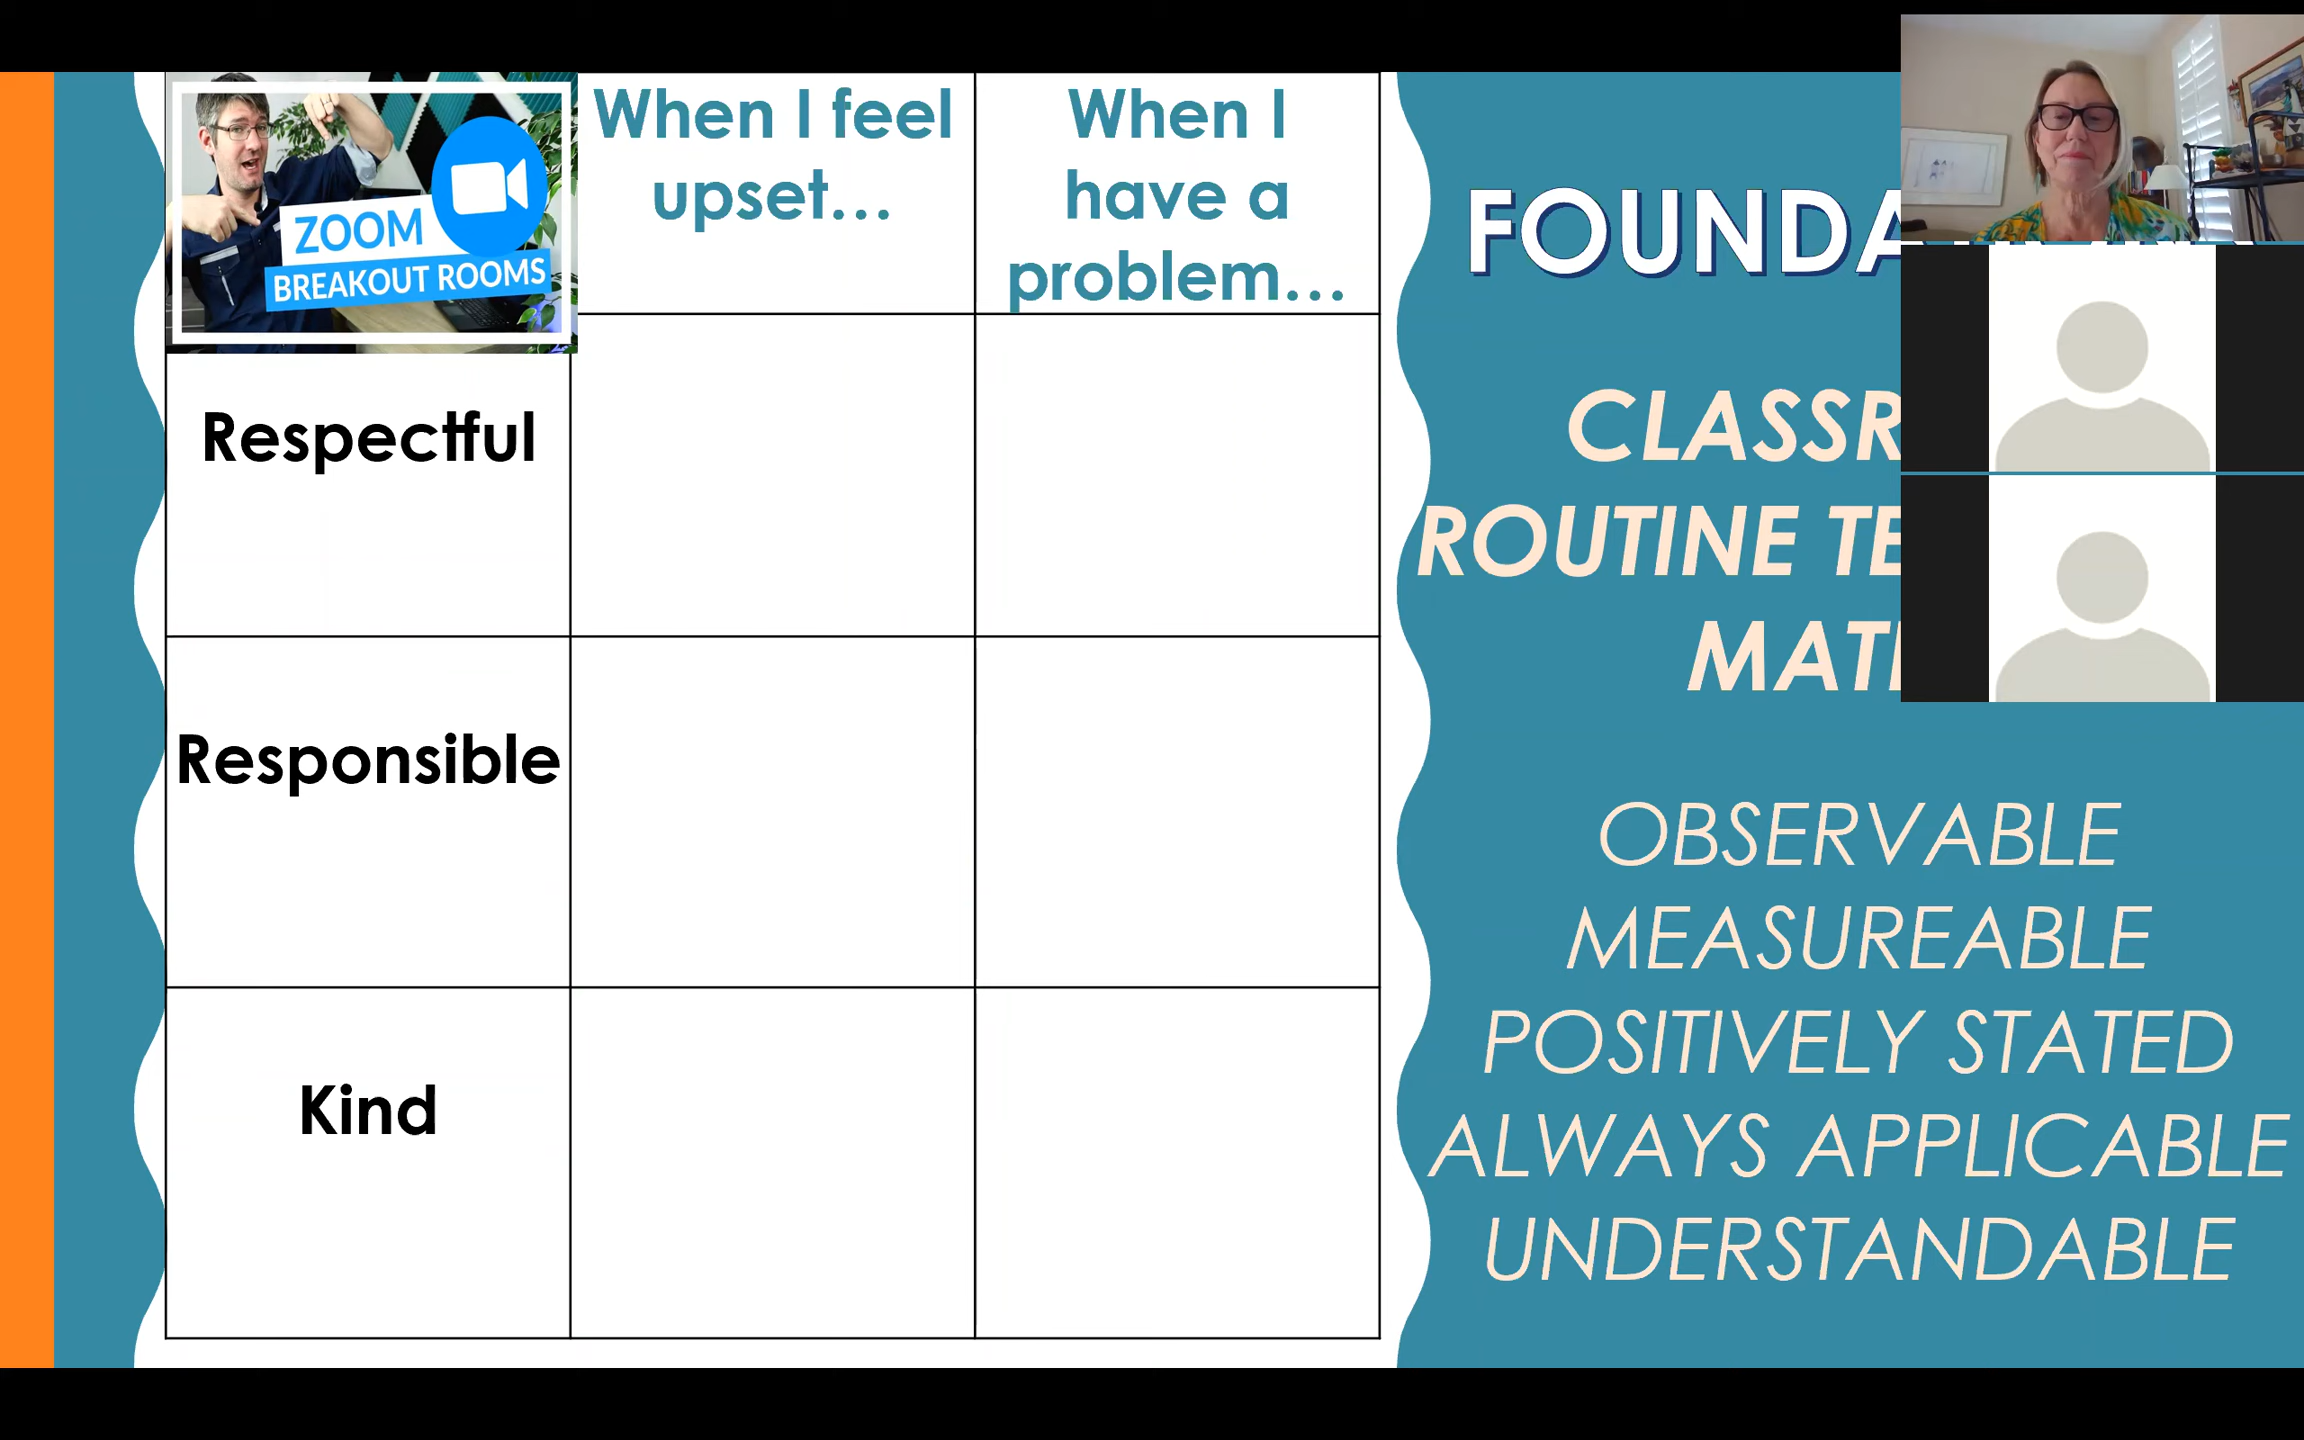 ZOOM
BREAKOUT ROOMS
When I feel
upset...
When I
have a
problem...
Respectful
Responsible
Kind
ROUTINE
OBSERVABLE
MEASUREABLE
POSITIVELY STATED
ALWAYS APPLICABLE
UNDERSTANDABLE